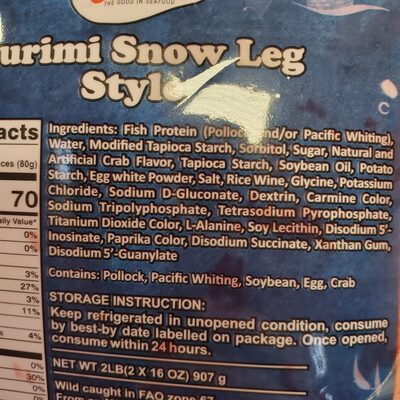 THE GOOD IN SEAFOOD
urimi Snow Leg
Style
acts
ces (80g)
70
aily Value*
0%
0%
3%
27%
3%
11%
4%
0%
30%
0%
Ingredients: Fish Protein (Pollock and/or Pacific Whiting),
Water, Modified Tapioca Starch, Sorbitol, Sugar, Natural and
Artificial Crab Flavor, Tapioca Starch, Soybean Oil, Potato
Starch, Egg white Powder, Salt, Rice Wine, Glycine, Potassium
Chloride, Sodium D-Gluconate, Dextrin, Carmine Color,
Sodium Tripolyphosphate, Tetrasodium Pyrophosphate,
Titanium Dioxide Color, L-Alanine, Soy Lecithin, Disodium 5'-
Inosinate, Paprika Color, Disodium Succinate, Xanthan Gum,
Disodium 5'-Guanylate
Contains: Pollock, Pacific Whiting, Soybean, Egg, Crab
STORAGE INSTRUCTION:
Keep refrigerated in unopened condition, consume
by best-by date labelled on package. Once opened,
consume within 24 hours.
NET WT 2LB(2 X 16 OZ) 907 g
Wild caught in FAO zone 67